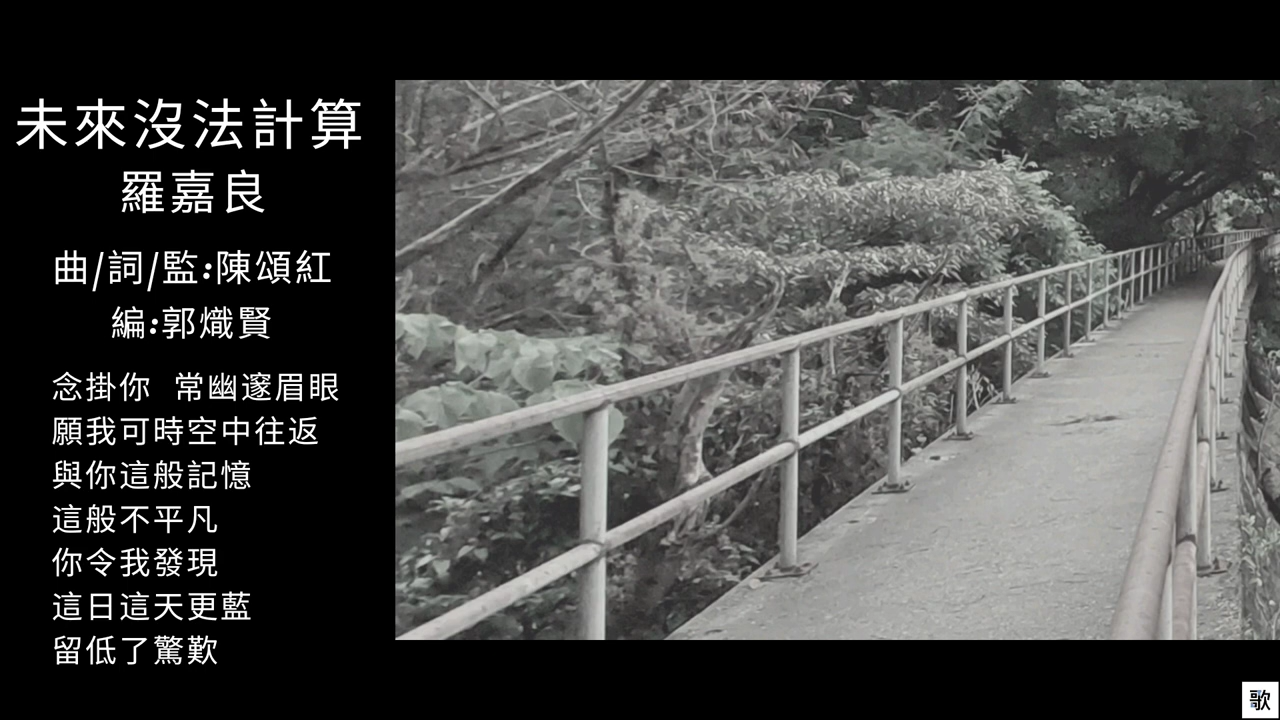 未來沒法計算
羅嘉良
曲/詞/監:陳頌紅
編:郭熾賢
念掛你 常幽邃眉眼
願我可時空中往返
與你這般記憶
這般不平凡
你令我發現
這日這天更藍
留低了驚歎
歌